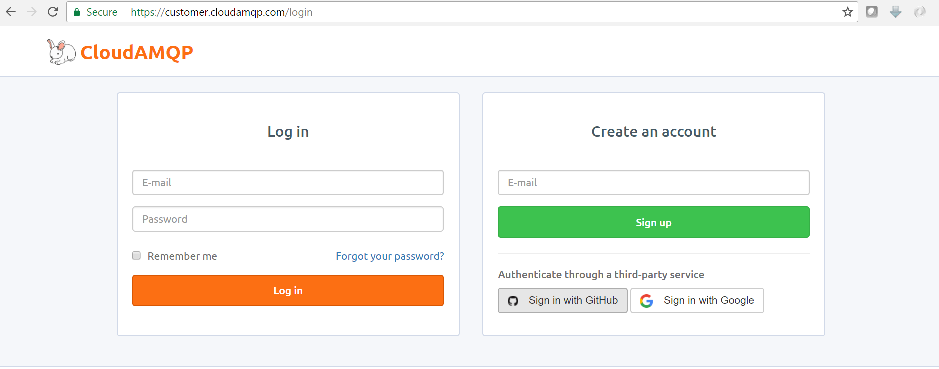 Secure https://customer.cloudamqp.com/login
CloudAMQP
Log in
E-mail
Password
Remember me Forgot your password?
Log in
Create an account
E-mail
Sign up
Authenticate through a third-party service
Sign in with GitHub Sign in with Google